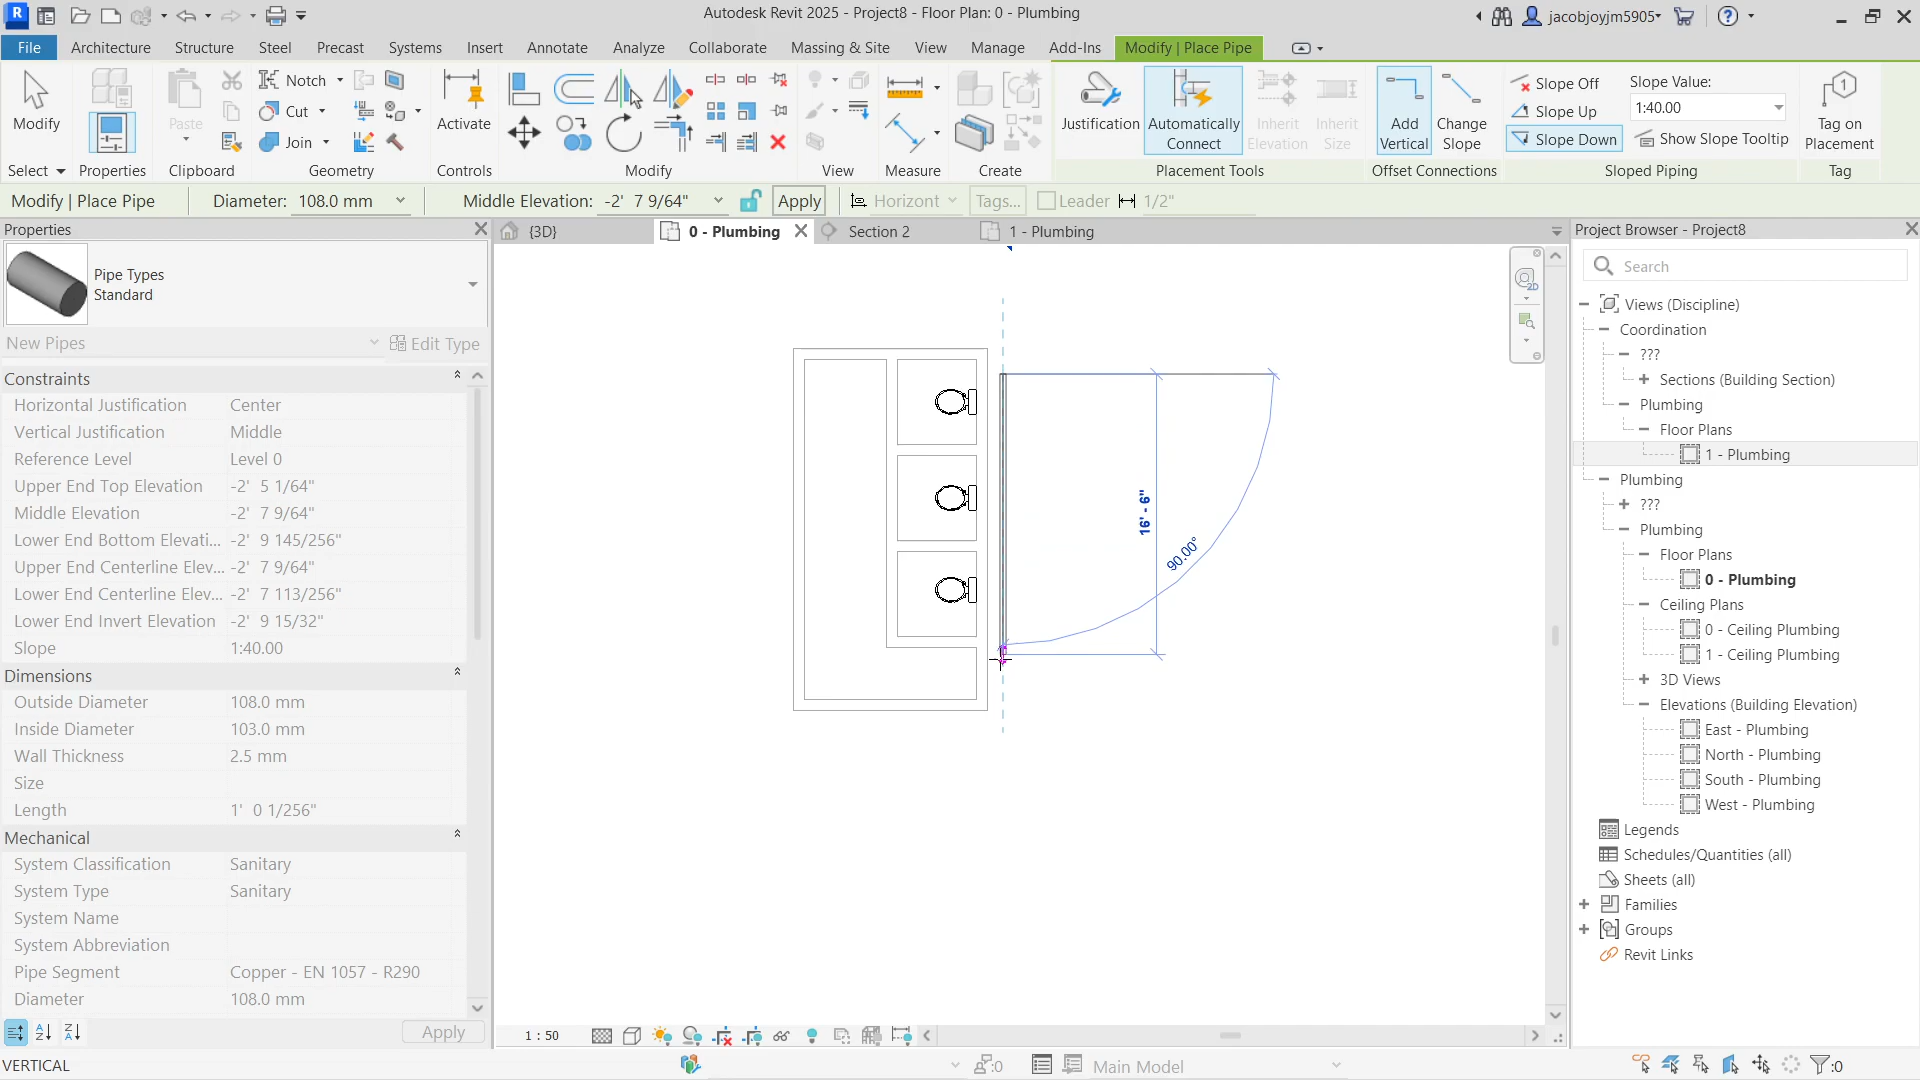 Autodesk Revit 2025 - Project8 - Floor Plan: 0 - Plumbing
jacobjoyjm5905
File
Architecture
Structure
Steel
Precast
Systems
Insert
Annotate
Analyze
Collaborate
Massing & Site
View
Manage
Add-Ins
Modify | Place Pipe
Modify
Paste
Notch
Cut
Join
Activate
Justification
Automatically
Connect
Inherit
Elevation
Inherit
Size
Add
Vertical
Change
Slope
Slope Off
Slope Up
Slope Down
Slope Value:
1:40.00
Show Slope Tooltip
Tag on
Placement
Select
Properties
Clipboard
Geometry
Controls
Modify
View
Measure
Create
Placement Tools
Offset Connections
Sloped Piping
Tag
Modify | Place Pipe
Diameter: 108.0 mm
Middle Elevation: -2'  7 9/64"
Apply
Horizont
Tags...
Leader
1/2"
Properties
{3D}
0 - Plumbing
Section 2
1 - Plumbing
Project Browser - Project8
Pipe Types
Standard
New Pipes
Edit Type
Constraints
Horizontal Justification Center
Vertical Justification Middle
Reference Level Level 0
Upper End Top Elevation -2'  5 1/64"
Middle Elevation -2'  7 9/64"
Lower End Bottom Elevati... -2'  9 145/256"
Upper End Centerline Elev... -2'  7 9/64"
Lower End Centerline Elev... -2'  7 113/256"
Lower End Invert Elevation -2'  9 15/32"
Slope 1:40.00
Dimensions
Outside Diameter 108.0 mm
Inside Diameter 103.0 mm
Wall Thickness 2.5 mm
Size
Length 1'  0 1/256"
Mechanical
System Classification Sanitary
System Type Sanitary
System Name
System Abbreviation
Pipe Segment Copper - EN 1057 - R290
Diameter 108.0 mm
Apply
VERTICAL
16' - 6"
90.00°
2D
1 : 50
:0
Main Model
:0
Search
Views (Discipline)
Coordination
???
Sections (Building Section)
Plumbing
Floor Plans
1 - Plumbing
Plumbing
???
Plumbing
Floor Plans
0 - Plumbing
Ceiling Plans
0 - Ceiling Plumbing
1 - Ceiling Plumbing
3D Views
Elevations (Building Elevation)
East - Plumbing
North - Plumbing
South - Plumbing
West - Plumbing
Legends
Schedules/Quantities (all)
Sheets (all)
Families
Groups
Revit Links